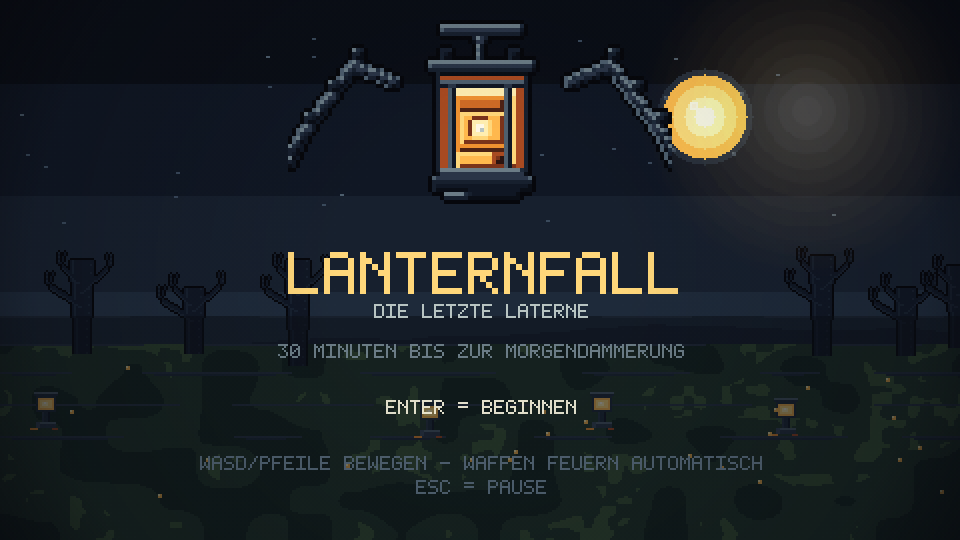 LANTERNFALL
DIE LETZTE LATERNE
30 MINUTEN BIS ZUR MORGENDAMMERUNG
ENTER = BEGINNEN
WASD/PFEILE BEWEGEN - WAFFEN FEUERN AUTOMATISCH
ESC = PAUSE